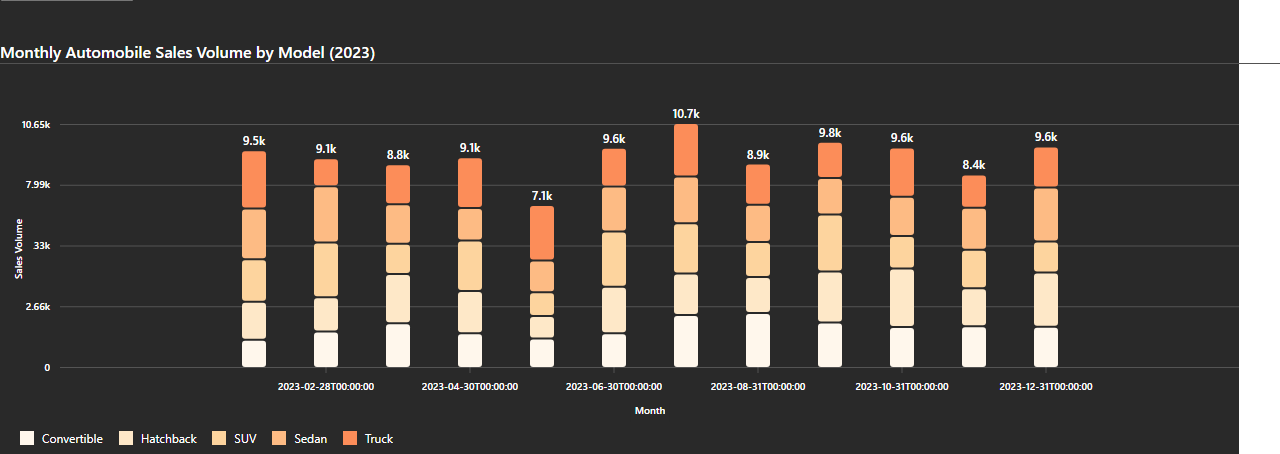 Monthly Automobile Sales Volume by Model (2023)
10.7k
10.65k
9.5k 9.1k 8.8k 9.1k 7.1k 9.6k 8.9k 9.8k 9.6k 8.4k 9.6k
7.99k
33k
2.66k
0
Sales Volume
2023-02-28T00:00:00 2023-04-30T00:00:00 2023-06-30T00:00:00 2023-08-31T00:00:00 2023-10-31T00:00:00 2023-12-31T00:00:00
Month
Convertible Hatchback SUV Sedan Truck